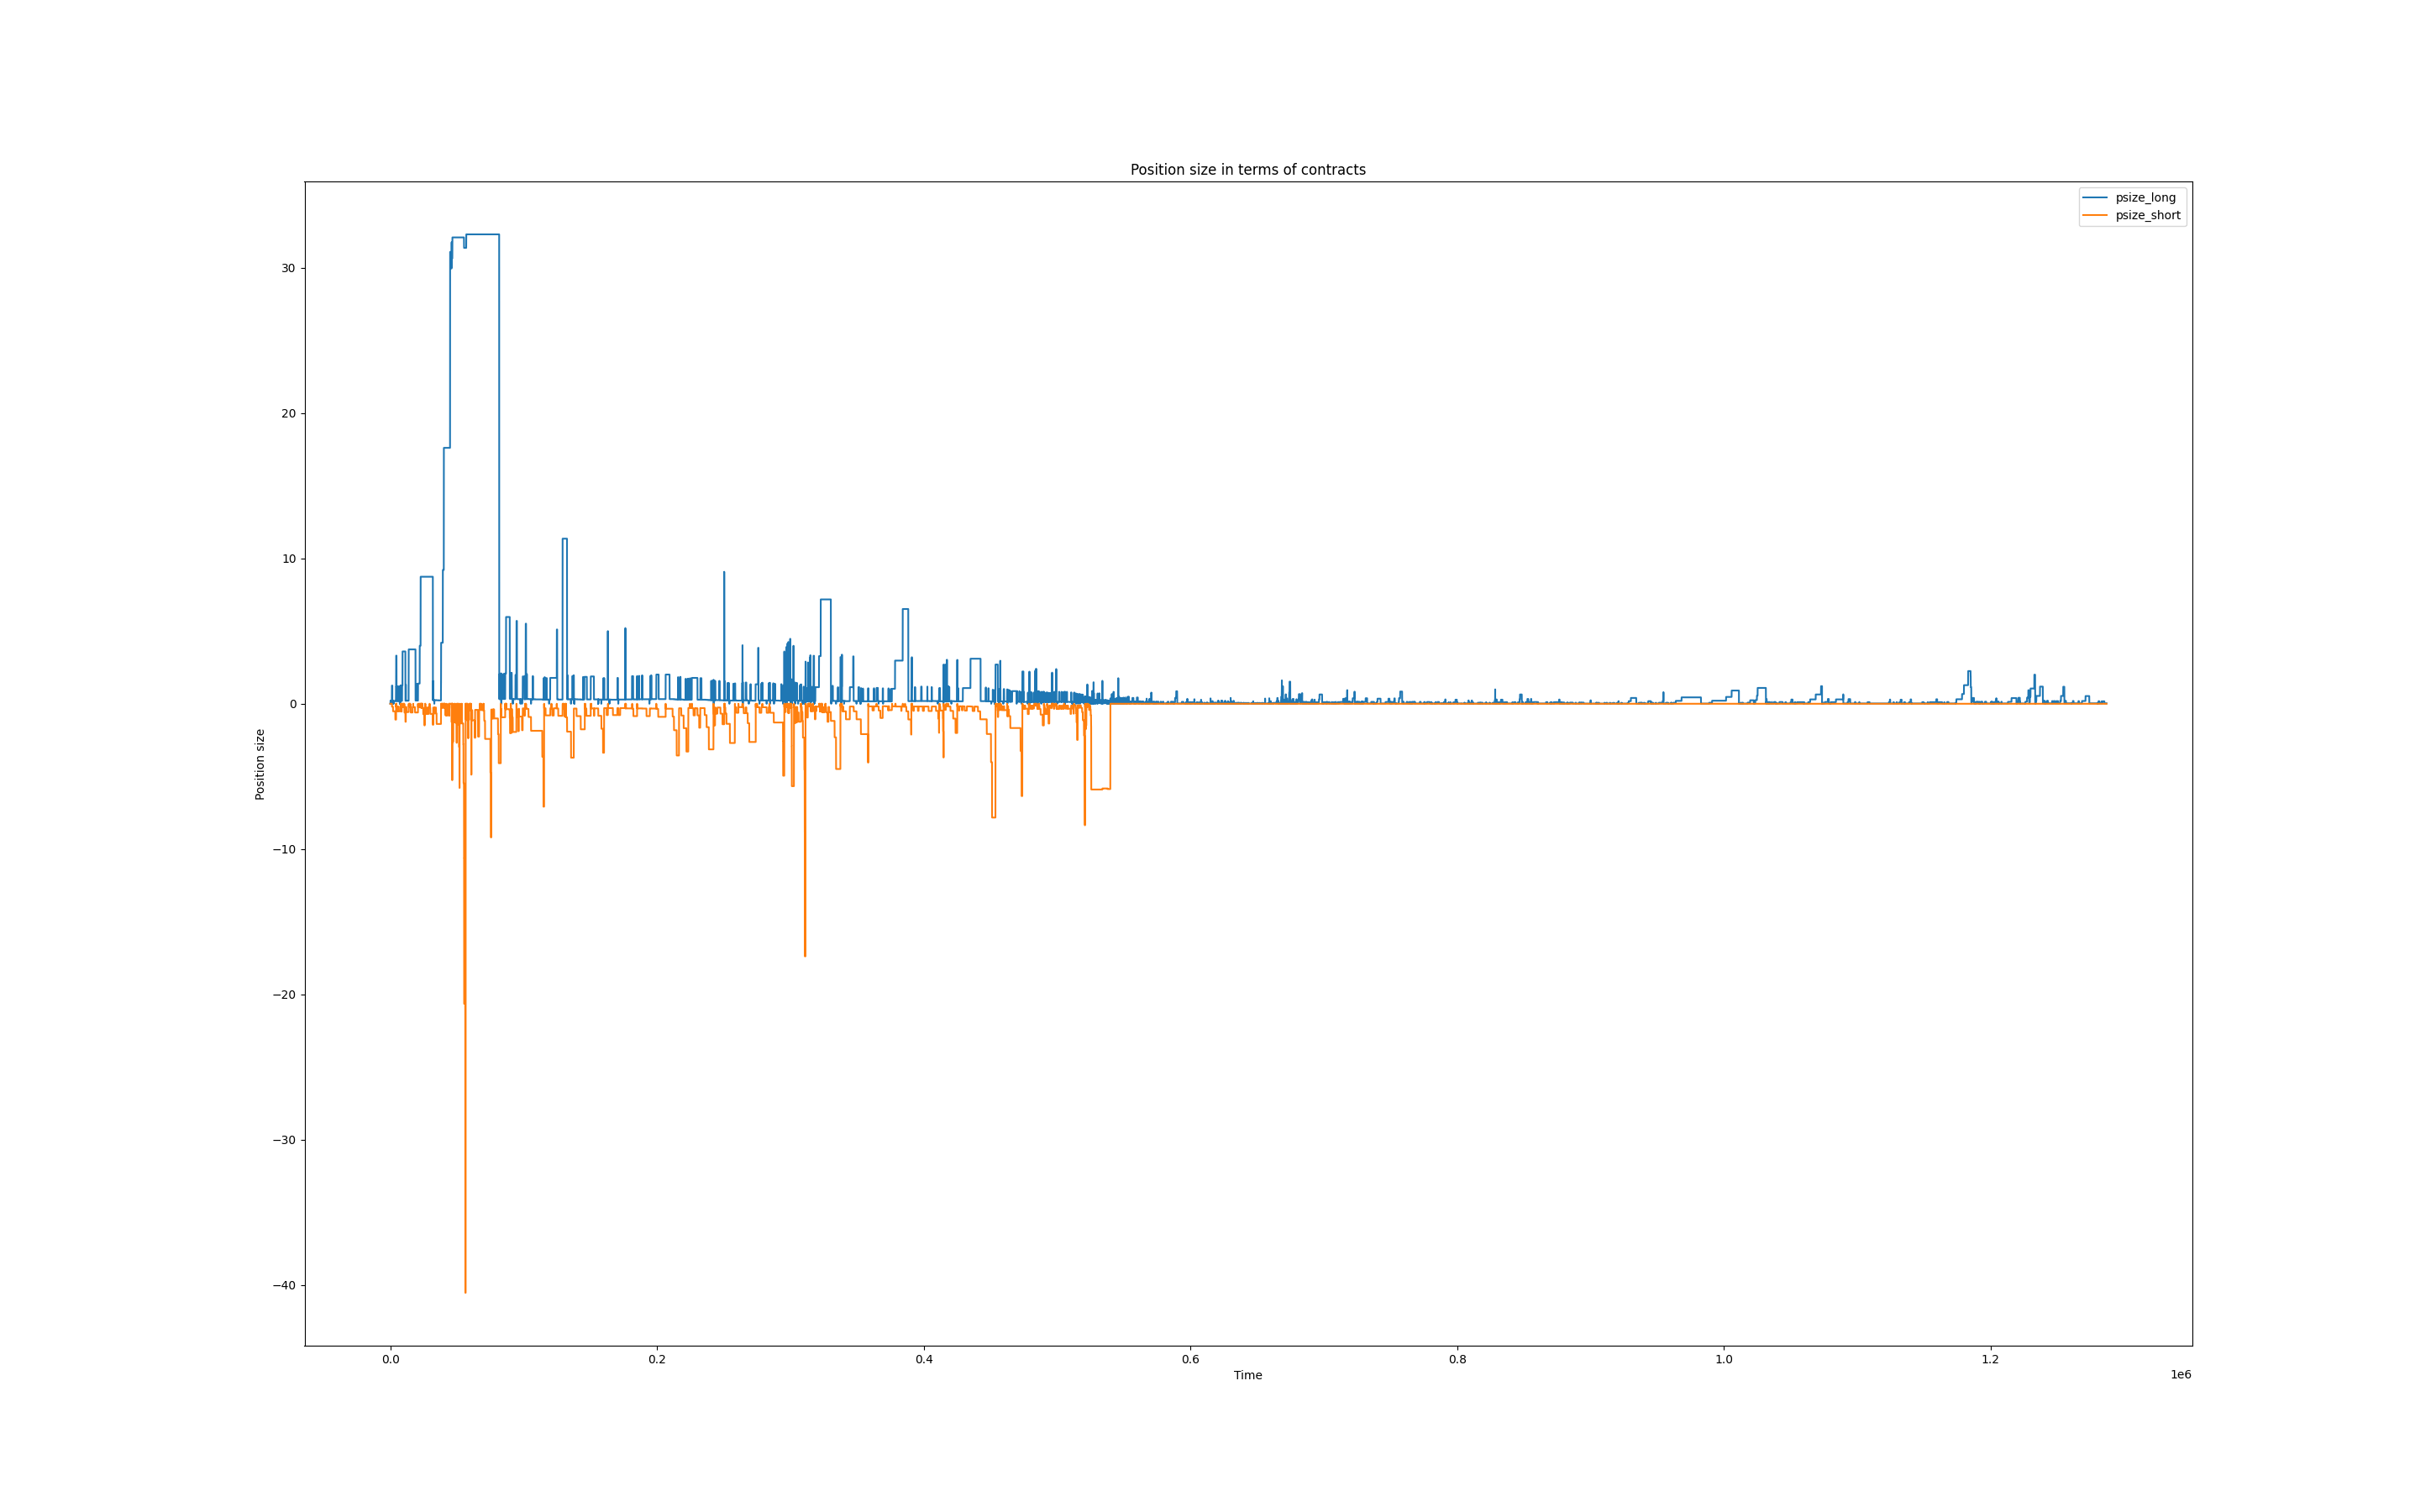 Position size in terms of contracts
psize_long
psize_short
Position size
30
20
10
0
−10
−20
−30
−40
0.0
0.2
0.4
0.6
0.8
1.0
1.2
1e6
Time